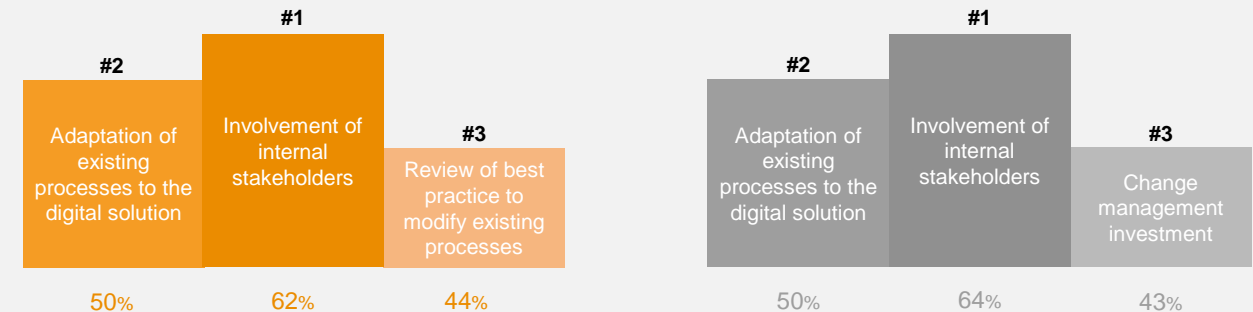 #1
#2
Adaptation of
existing
processes to the
digital solution
Involvement of
internal
stakeholders
#3
Review of best
practice to
modify existing
processes
50%
62%
44%
#1
#2
Adaptation of
existing
processes to the
digital solution
Involvement of
internal
stakeholders
#3
Change
management
investment
50%
64%
43%